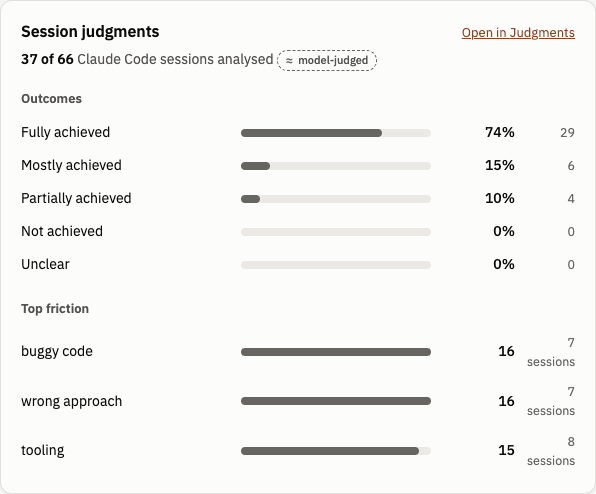 Session judgments
Open in Judgments
37 of 66 Claude Code sessions analysed ≈ model-judged
Outcomes
Fully achieved 74% 29
Mostly achieved 15% 6
Partially achieved 10% 4
Not achieved 0% 0
Unclear 0% 0
Top friction
buggy code 16 7 sessions
wrong approach 16 7 sessions
tooling 15 8 sessions